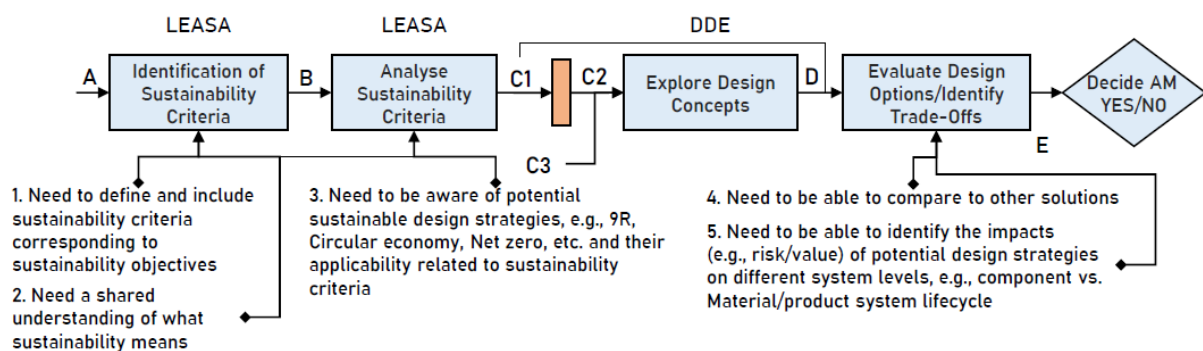 LEASA
LEASA
DDE
A
Identification of
Sustainability
Criteria
B
Analyse
Sustainability
Criteria
C1
C2
C3
Explore Design
Concepts
D
Evaluate Design
Options/Identify
Trade-Offs
E
Decide AM
YES/NO
1. Need to define and include
sustainability criteria
corresponding to
sustainability objectives
2. Need a shared
understanding of what
sustainability means
3. Need to be aware of potential
sustainable design strategies, e.g., 9R,
Circular economy, Net zero, etc. and their
applicability related to sustainability
criteria
4. Need to be able to compare to other solutions
5. Need to be able to identify the impacts
(e.g., risk/value) of potential design strategies
on different system levels, e.g., component vs.
Material/product system lifecycle